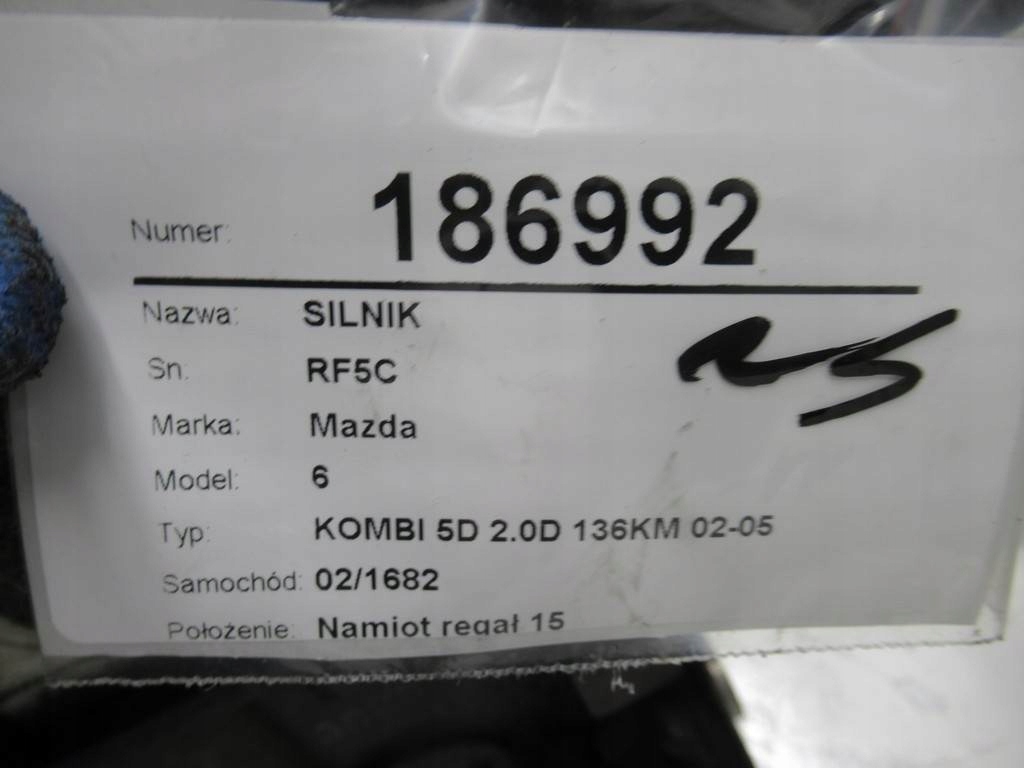 Numer: 186992
Nazwa: SILNIK
Sn: RF5C
Marka: Mazda
Model: 6
Typ: KOMBI 5D 2.0D 136KM 02-05
Samochód: 02/1682
Położenie: Namiot regał 15